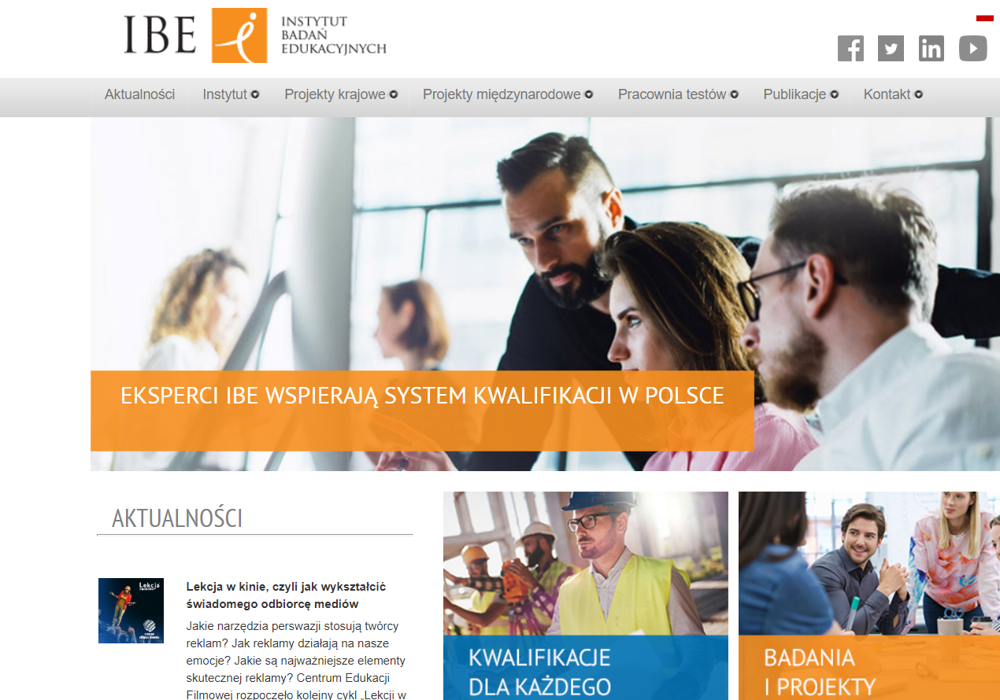 IBE
INSTYTUT
BADAŃ
EDUKACYJNYCH
Aktualności Instytut Projekty krajowe Projekty międzynarodowe Pracownia testów Publikacje Kontakt
EKSPERCI IBE WSPIERAJĄ SYSTEM KWALIFIKACJI W POLSCE
AKTUALNOŚCI
Lekcja
Lekcja w kinie, czyli jak wykształcić
świadomego odbiorcę mediów
Jakie narzędzia perswazji stosują twórcy
reklam? Jak reklamy działają na nasze
emocje? Jakie są najważniejsze elementy
skutecznej reklamy? Centrum Edukacji
Filmowej rozpoczęło kolejny cykl „Lekcji w
KWALIFIKACJE
DLA KAŻDEGO
BADANIA
I PROJEKTY